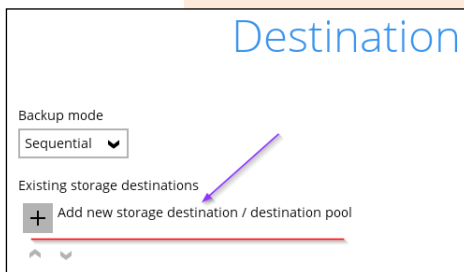 Destination
Backup mode
Sequential
Existing storage destinations
Add new storage destination / destination pool